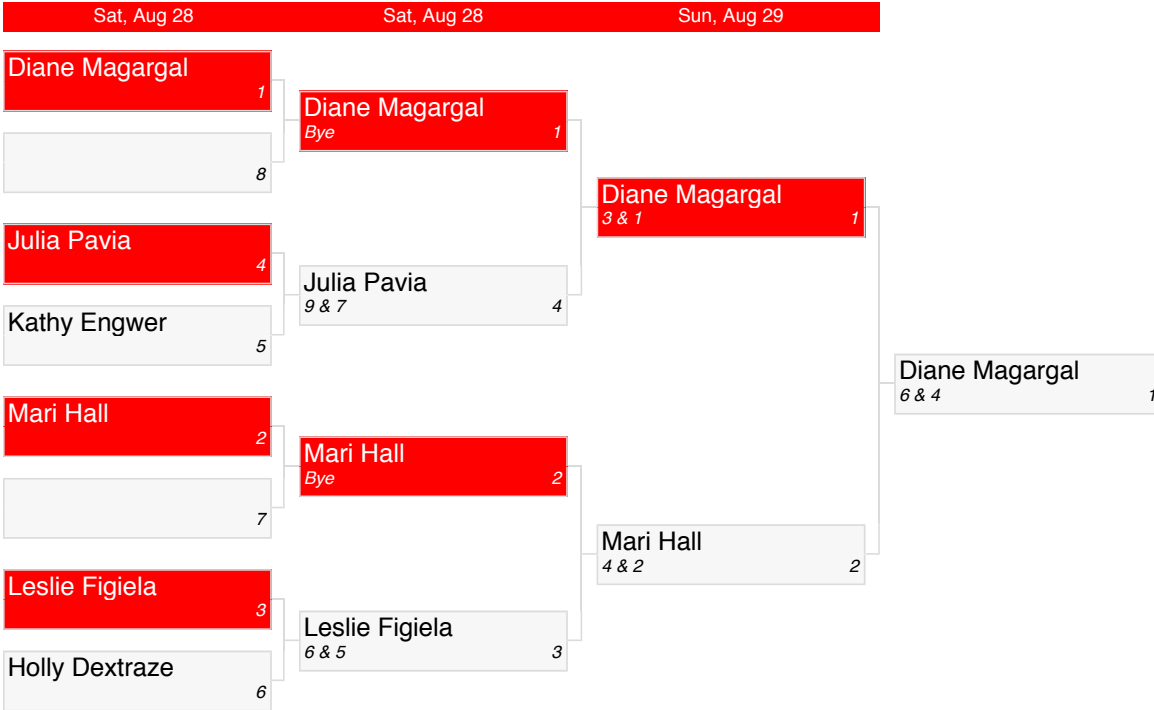 Sat, Aug 28
Sat, Aug 28
Sun, Aug 29
Diane Magargal
1
8
Julia Pavia
4
Kathy Engwer
5
Mari Hall
2
7
Leslie Figiela
3
Holly Dextraze
6
Diane Magargal
Bye 1
Julia Pavia
9 & 7 4
Mari Hall
Bye 2
Leslie Figiela
6 & 5 3
Diane Magargal
3 & 1 1
Mari Hall
4 & 2 2
Diane Magargal
6 & 4 1